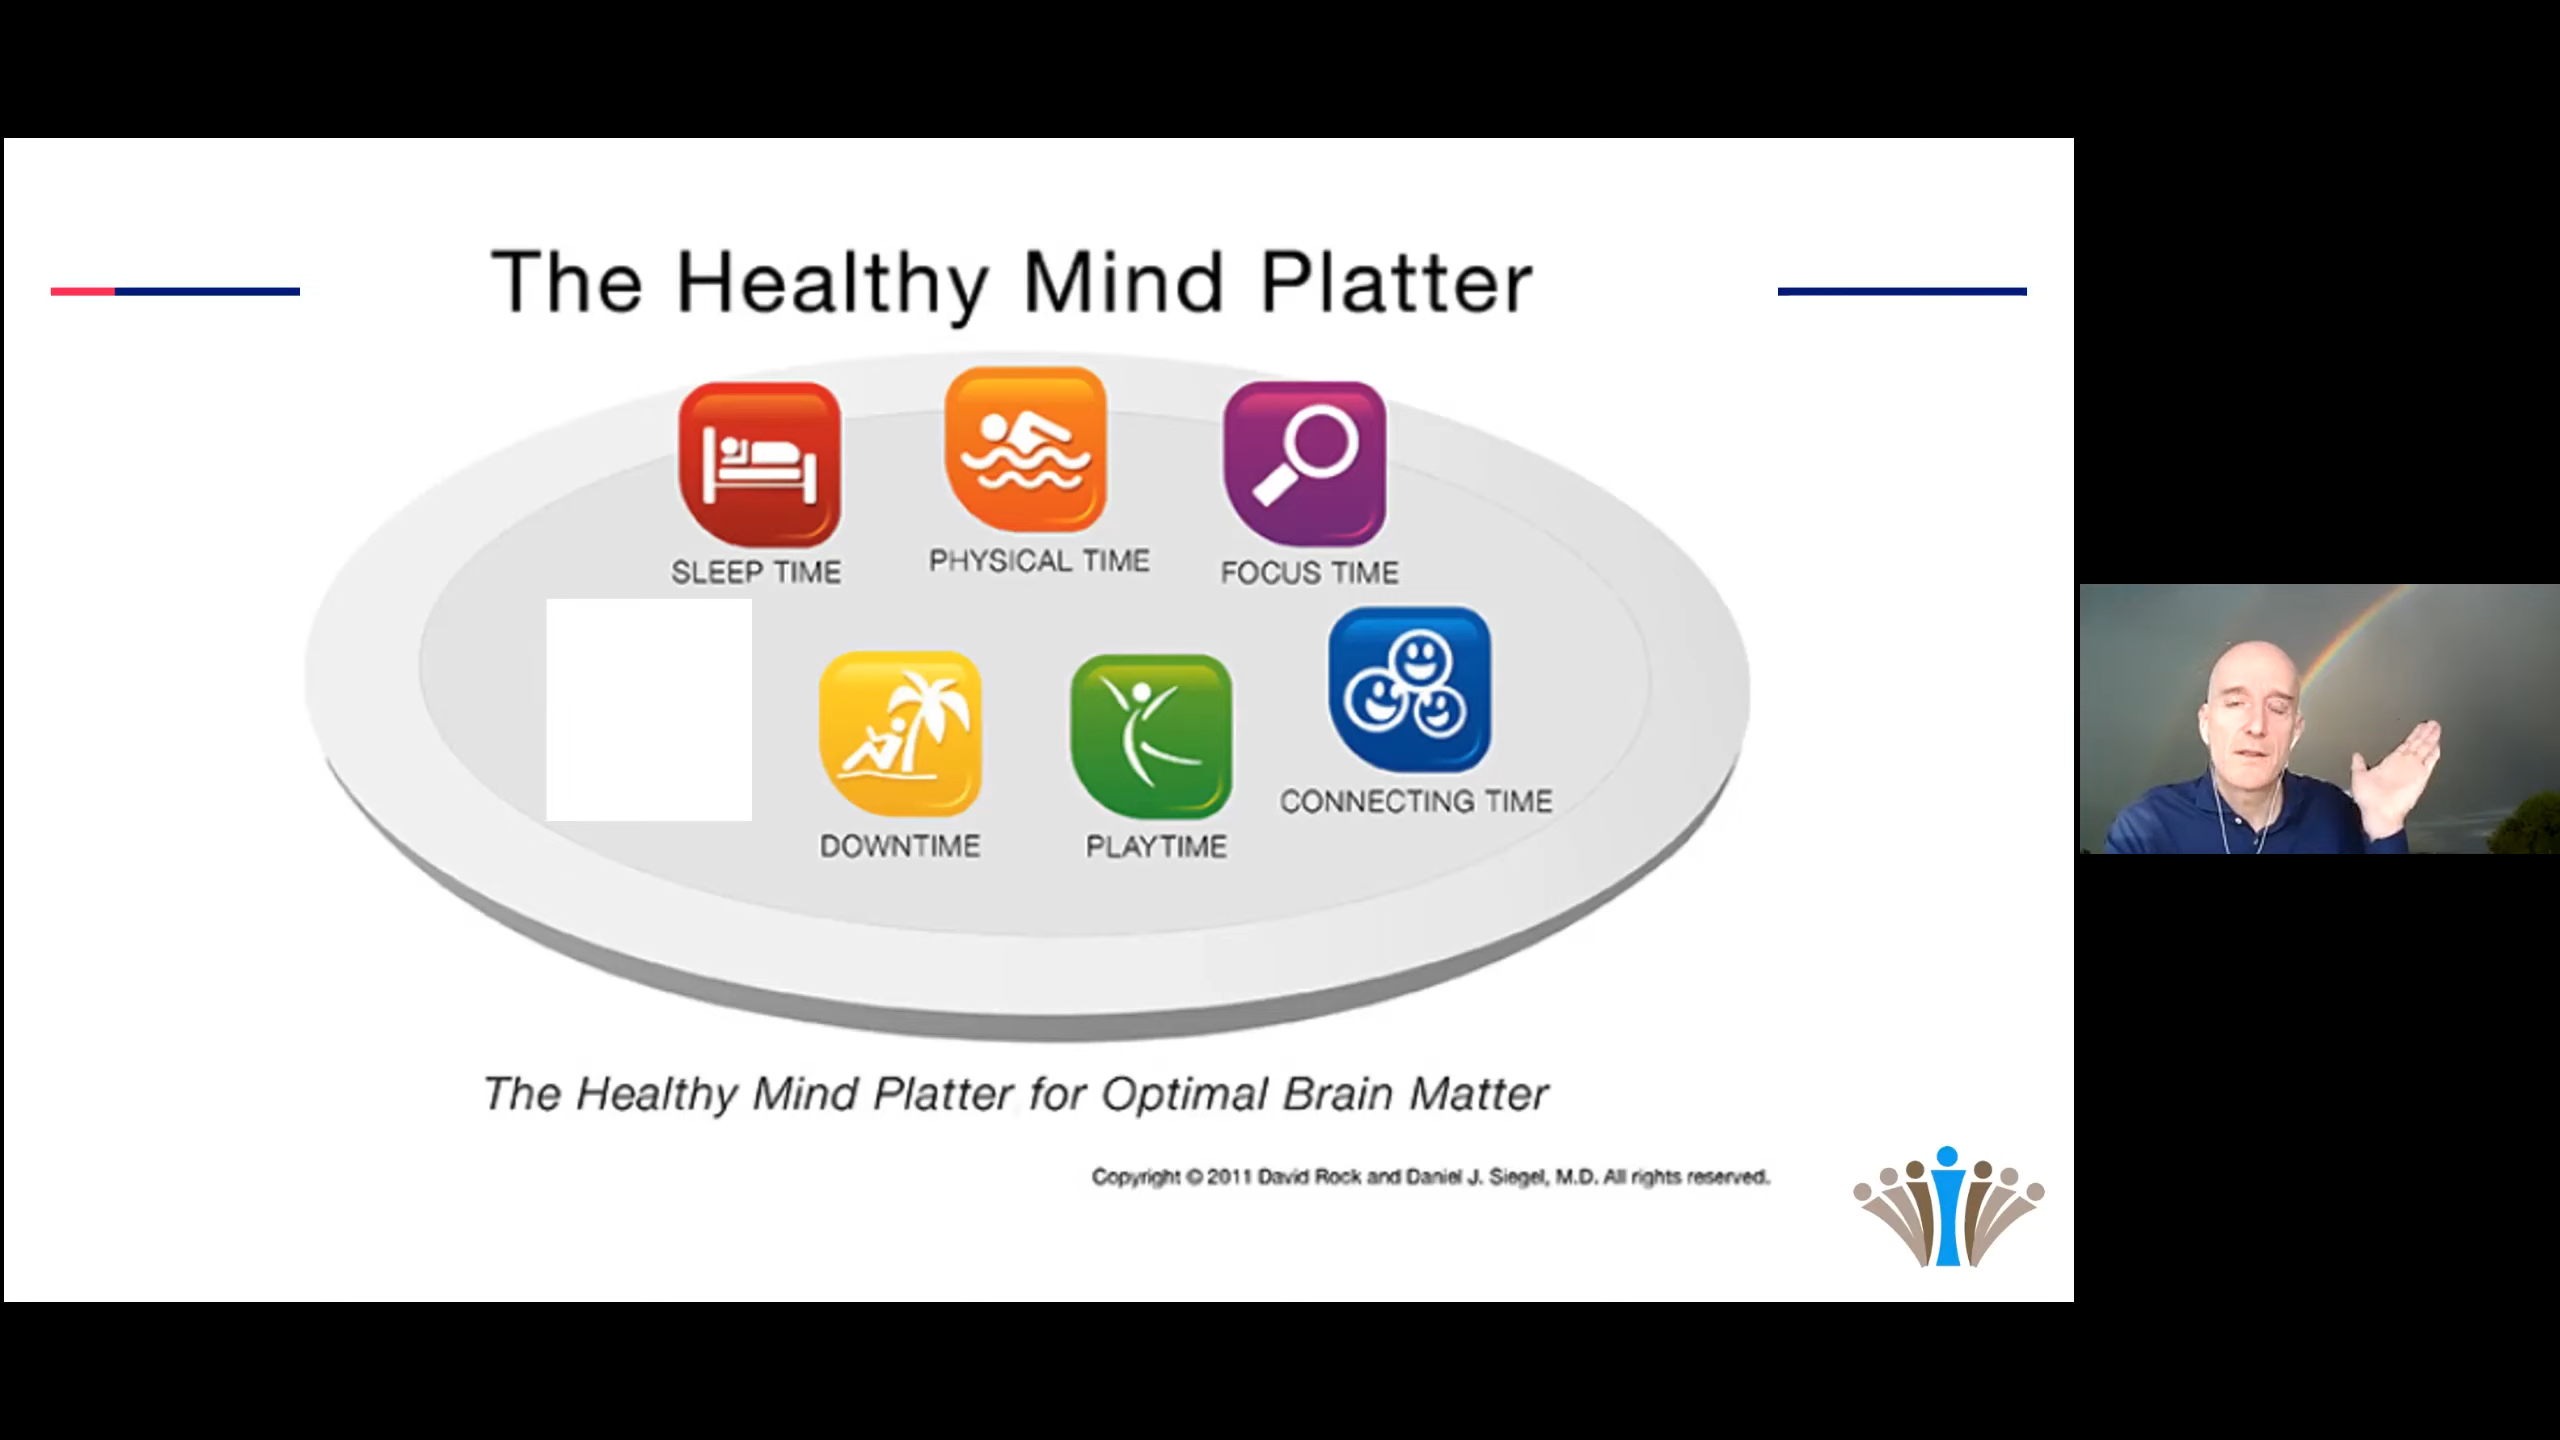 The Healthy Mind Platter
SLEEP TIME
PHYSICAL TIME
FOCUS TIME
DOWNTIME
PLAYTIME
CONNECTING TIME
The Healthy Mind Platter for Optimal Brain Matter
Copyright © 2011 David Rock and Daniel J. Siegel, M.D. All rights reserved.